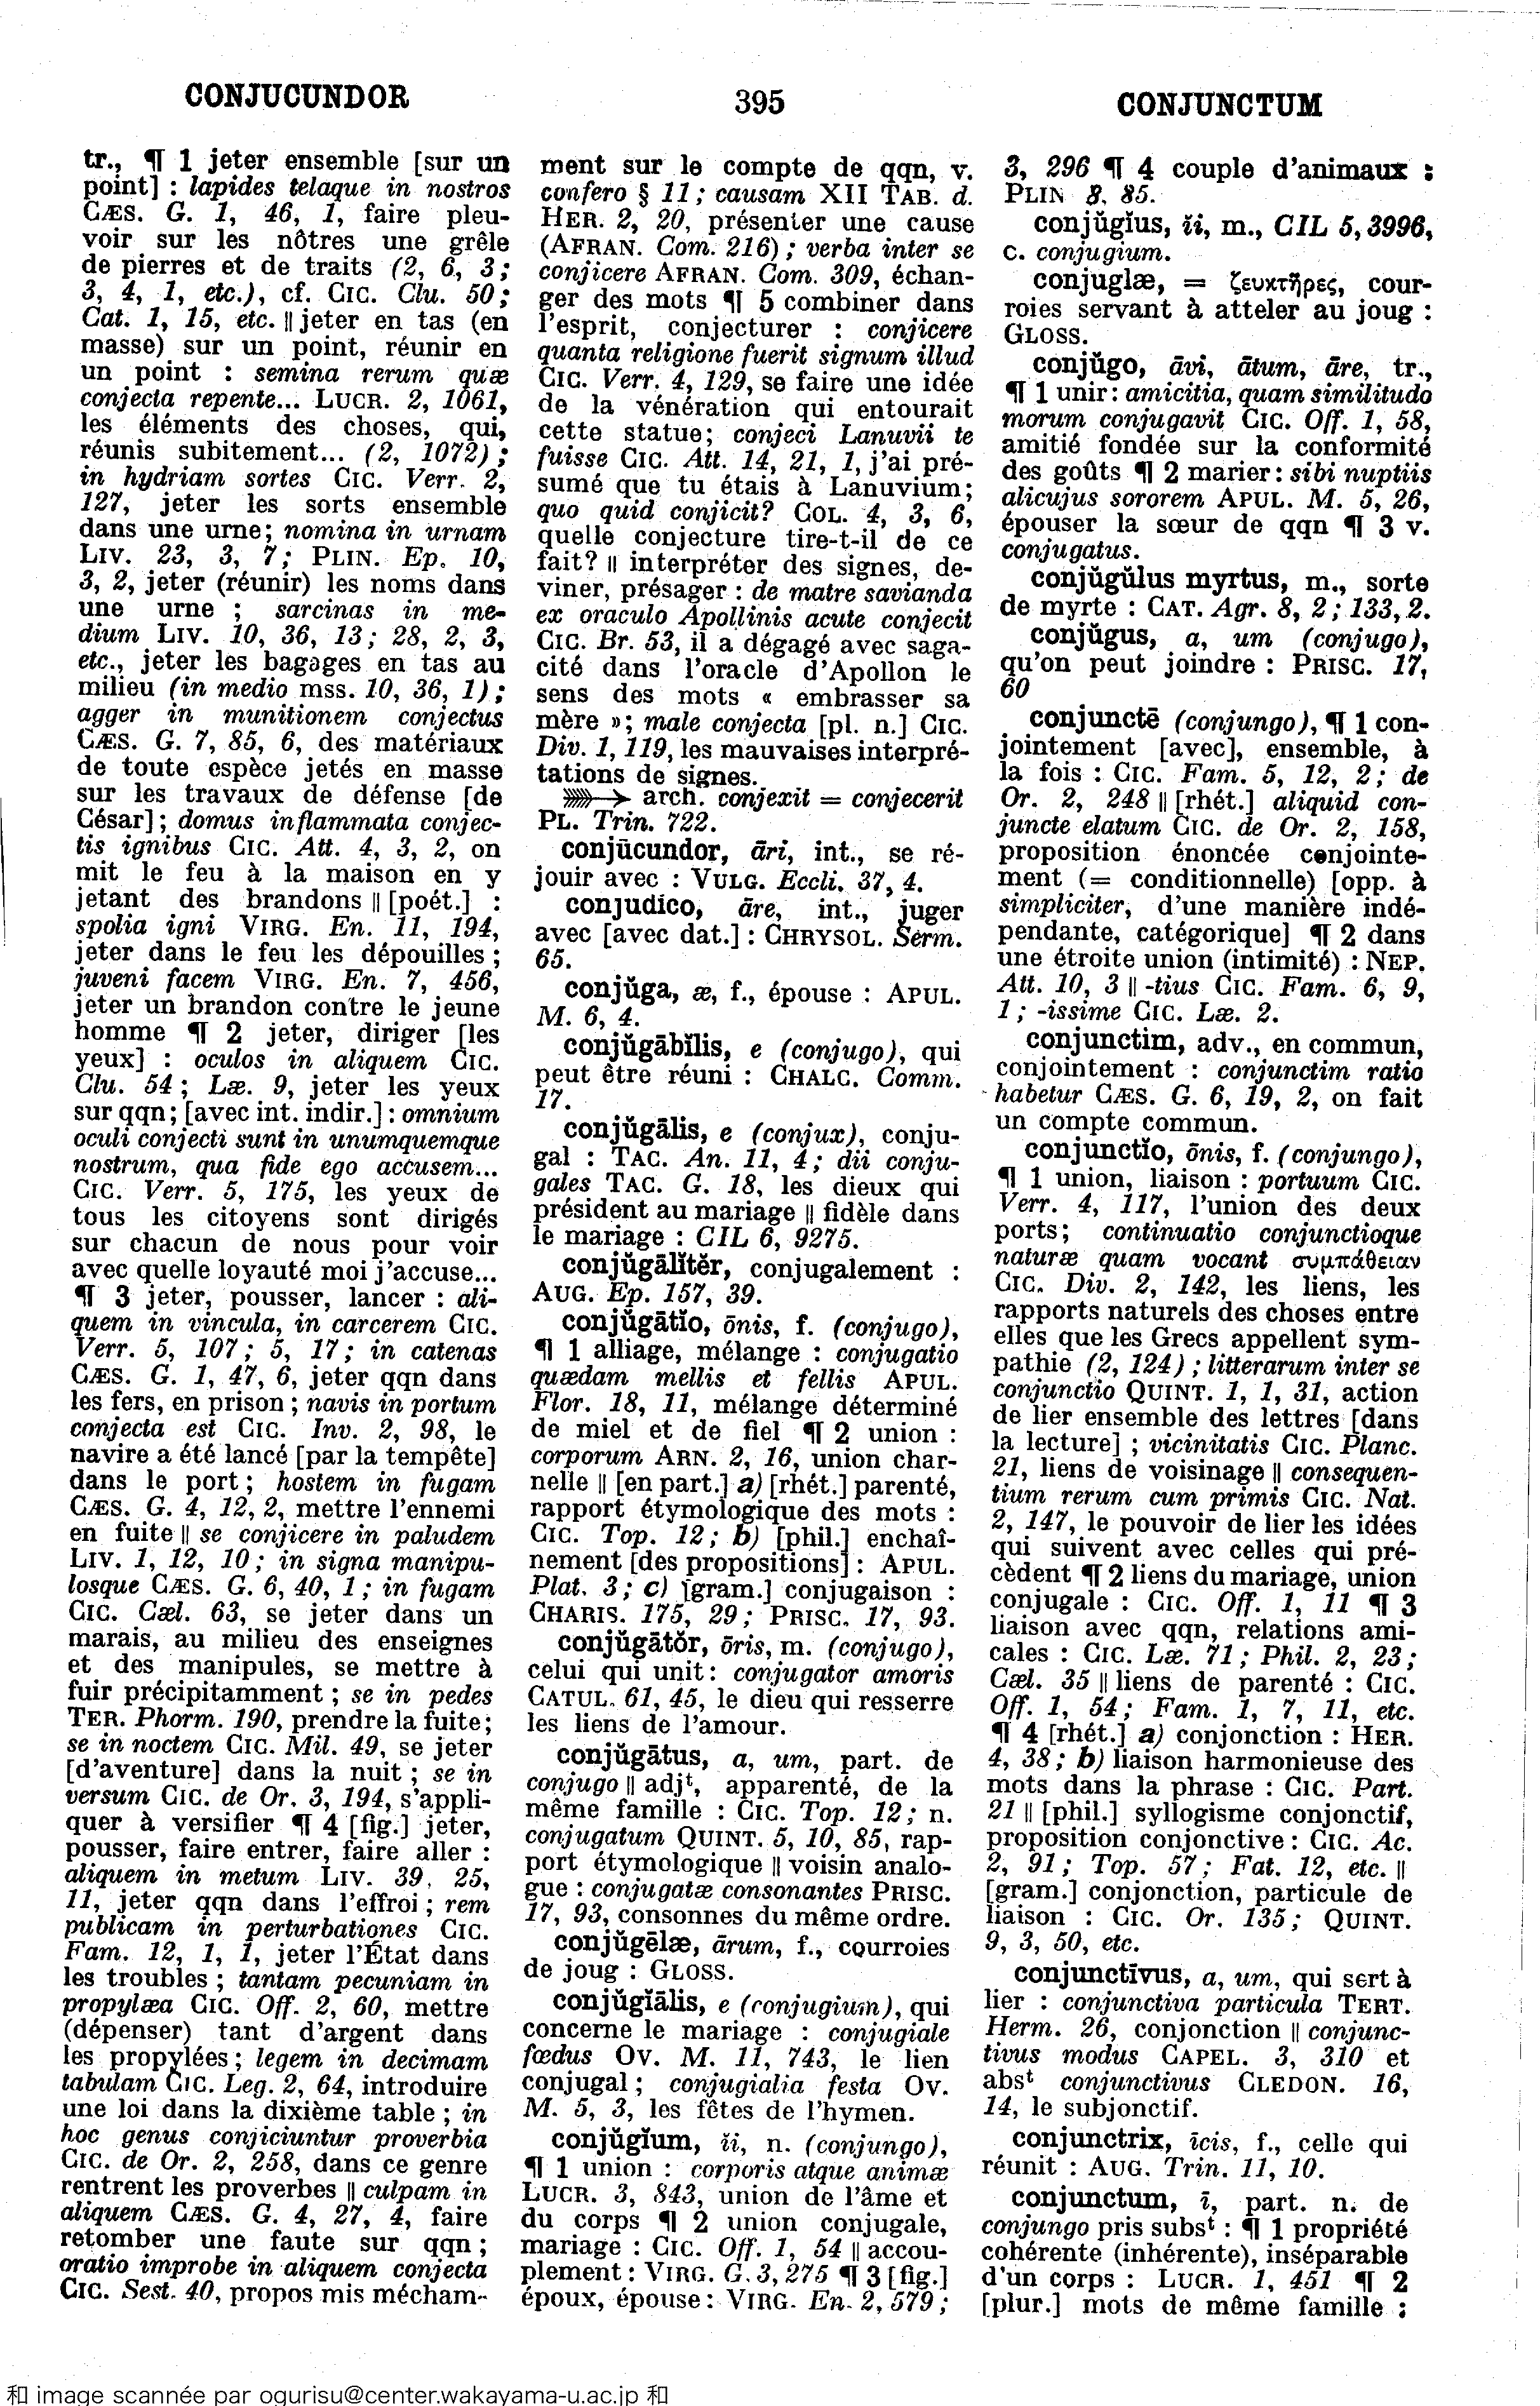 CONJUCUNDOR
395
CONJUNCTUM
tr., ¶ 1 jeter ensemble [sur un
point] : lapides telaque in nostros
CÆS. G. 1, 46, 1, faire pleu-
voir sur les nôtres une grêle
de pierres et de traits (2, 6, 3;
3, 4, 1, etc.), cf. CIC. Clu. 50;
Cat. 1, 15, etc. || jeter en tas (en
masse) sur un point, réunir en
un point : semina rerum quæ
conjecta repente... LUCR. 2, 1061,
les éléments des choses, qui,
réunis subitement... (2, 1072);
in hydriam sortes CIC. Verr. 2,
127, jeter les sorts ensemble
dans une urne; nomina in urnam
LIV. 23, 3, 7; PLIN. Ep. 10,
3, 2, jeter (réunir) les noms dans
une urne ; sarcinas in me-
dium LIV. 10, 36, 13; 28, 2, 3,
etc., jeter les bagages en tas au
milieu (in medio mss. 10, 36, 1);
agger in munitionem conjectus
CÆS. G. 7, 85, 6, des matériaux
de toute espèce jetés en masse
sur les travaux de défense [de
César]; domus inflammata conjec-
tis ignibus CIC. Att. 4, 3, 2, on
mit le feu à la maison en y
jetant des brandons || [poét.] :
spolia igni VIRG. En. 11, 194,
jeter dans le feu les dépouilles;
juveni facem VIRG. En. 7, 456,
jeter un brandon contre le jeune
homme ¶ 2 jeter, diriger [les
yeux] : oculos in aliquem CIC.
Clu. 54; Læ. 9, jeter les yeux
sur qqn; [avec int. indir.] : omnium
oculi conjecti sunt in unumquemque
nostrum, qua fide ego accusem...
CIC. Verr. 5, 175, les yeux de
tous les citoyens sont dirigés
sur chacun de nous pour voir
avec quelle loyauté moi j'accuse...
¶ 3 jeter, pousser, lancer : ali-
quem in vincula, in carcerem CIC.
Verr. 5, 107; 5, 17; in catenas
CÆS. G. 1, 47, 6, jeter qqn dans
les fers, en prison; navis in portum
conjecta est CIC. Inv. 2, 98, le
navire a été lancé [par la tempête]
dans le port; hostem in fugam
CÆS. G. 4, 12, 2, mettre l'ennemi
en fuite || se conjicere in paludem
LIV. 1, 12, 10; in signa manipu-
losque CÆS. G. 6, 40, 1; in fugam
CIC. Cæl. 63, se jeter dans un
marais, au milieu des enseignes
et des manipules, se mettre à
fuir précipitamment; se in pedes
TER. Phorm. 190, prendre la fuite;
se in noctem CIC. Mil. 49, se jeter
[d'aventure] dans la nuit; se in
versum CIC. de Or. 3, 194, s'appli-
quer à versifier ¶ 4 [fig.] jeter,
pousser, faire entrer, faire aller :
aliquem in metum LIV. 39, 25,
11, jeter qqn dans l'effroi; rem
publicam in perturbationes CIC.
Fam. 12, 1, 1, jeter l'État dans
les troubles; tantam pecuniam in
propylæa CIC. Off. 2, 60, mettre
(dépenser) tant d'argent dans
les propylées; legem in decimam
tabulam CIC. Leg. 2, 64, introduire
une loi dans la dixième table; in
hoc genus conjiciuntur proverbia
CIC. de Or. 2, 258, dans ce genre
rentrent les proverbes || culpam in
aliquem CÆS. G. 4, 27, 4, faire
retomber une faute sur qqn;
oratio improbe in aliquem conjecta
CIC. Sest. 40, propos mis mécham-
ment sur le compte de qqn, v.
confero § 11; causam XII TAB. d.
HER. 2, 20, présenter une cause
(AFRAN. Com. 216); verba inter se
conjicere AFRAN. Com. 309, échan-
ger des mots ¶ 5 combiner dans
l'esprit, conjecturer : conjicere
quanta religione fuerit signum illud
CIC. Verr. 4, 129, se faire une idée
de la vénération qui entourait
cette statue; conjeci Lanuvii te
fuisse CIC. Att. 14, 21, 1, j'ai pré-
sumé que tu étais à Lanuvium;
quo quid conjicit? COL. 4, 3, 6,
quelle conjecture tire-t-il de ce
fait? || interpréter des signes, de-
viner, présager : de matre savianda
ex oraculo Apollinis acute conjecit
CIC. Br. 53, il a dégagé avec saga-
cité dans l'oracle d'Apollon le
sens des mots « embrasser sa
mère »; male conjecta [pl. n.] CIC.
Div. 1, 119, les mauvaises interpré-
tations de signes.
⟶ arch. conjexit = conjecerit
PL. Trin. 722.
conjūcundor, āri, int., se ré-
jouir avec : VULG. Eccli. 37, 4.
conjudico, āre, int., juger
avec [avec dat.] : CHRYSOL. Serm.
65.
conjŭga, æ, f., épouse : APUL.
M. 6, 4.
conjŭgābĭlis, e (conjugo), qui
peut être réuni : CHALC. Comm.
17.
conjŭgālis, e (conjux), conju-
gal : TAC. An. 11, 4; dii conju-
gales TAC. G. 18, les dieux qui
président au mariage || fidèle dans
le mariage : CIL 6, 9275.
conjŭgālĭtĕr, conjugalement :
AUG. Ep. 157, 39.
conjŭgātĭo, ōnis, f. (conjugo),
¶ 1 alliage, mélange : conjugatio
quædam mellis et fellis APUL.
Flor. 18, 11, mélange déterminé
de miel et de fiel ¶ 2 union :
corporum ARN. 2, 16, union char-
nelle || [en part.] a) [rhét.] parenté,
rapport étymologique des mots :
CIC. Top. 12; b) [phil.] enchaî-
nement [des propositions] : APUL.
Plat. 3; c) [gram.] conjugaison :
CHARIS. 175, 29; PRISC. 17, 93.
conjŭgātŏr, ōris, m. (conjugo),
celui qui unit : conjugator amoris
CATUL. 61, 45, le dieu qui resserre
les liens de l'amour.
conjŭgātus, a, um, part. de
conjugo || adjᵗ, apparenté, de la
même famille : CIC. Top. 12; n.
conjugatum QUINT. 5, 10, 85, rap-
port étymologique || voisin analo-
gue : conjugatæ consonantes PRISC.
17, 93, consonnes du même ordre.
conjŭgēlæ, ārum, f., courroies
de joug : GLOSS.
conjŭgĭālis, e (conjugium), qui
concerne le mariage : conjugiale
fœdus OV. M. 11, 743, le lien
conjugal; conjugialia festa OV.
M. 5, 3, les fêtes de l'hymen.
conjŭgĭum, ĭi, n. (conjungo),
¶ 1 union : corporis atque animæ
LUCR. 3, 843, union de l'âme et
du corps ¶ 2 union conjugale,
mariage : CIC. Off. 1, 54 || accou-
plement : VIRG. G. 3, 275 ¶ 3 [fig.]
époux, épouse : VIRG. En. 2, 579;
3, 296 ¶ 4 couple d'animaux :
PLIN 8, 85.
conjŭgĭus, ĭi, m., CIL 5, 3996,
c. conjugium.
conjuglæ, = ζευκτῆρες, cour-
roies servant à atteler au joug :
GLOSS.
conjŭgo, āvi, ātum, āre, tr.,
¶ 1 unir : amicitia, quam similitudo
morum conjugavit CIC. Off. 1, 58,
amitié fondée sur la conformité
des goûts ¶ 2 marier : sibi nuptiis
alicujus sororem APUL. M. 5, 26,
épouser la sœur de qqn ¶ 3 v.
conjugatus.
conjŭgŭlus myrtus, m., sorte
de myrte : CAT. Agr. 8, 2; 133, 2.
conjŭgus, a, um (conjugo),
qu'on peut joindre : PRISC. 17,
60
conjunctē (conjungo), ¶ 1 con-
jointement [avec], ensemble, à
la fois : CIC. Fam. 5, 12, 2; de
Or. 2, 248 || [rhét.] aliquid con-
juncte elatum CIC. de Or. 2, 158,
proposition énoncée conjointe-
ment (= conditionnelle) [opp. à
simpliciter, d'une manière indé-
pendante, catégorique] ¶ 2 dans
une étroite union (intimité) : NEP.
Att. 10, 3 || -tius CIC. Fam. 6, 9,
1; -issime CIC. Læ. 2.
conjunctim, adv., en commun,
conjointement : conjunctim ratio
habetur CÆS. G. 6, 19, 2, on fait
un compte commun.
conjunctĭo, ōnis, f. (conjungo),
¶ 1 union, liaison : portuum CIC.
Verr. 4, 117, l'union des deux
ports; continuatio conjunctioque
naturæ quam vocant συμπάθειαν
CIC. Div. 2, 142, les liens, les
rapports naturels des choses entre
elles que les Grecs appellent sym-
pathie (2, 124); litterarum inter se
conjunctio QUINT. 1, 1, 31, action
de lier ensemble des lettres [dans
la lecture]; vicinitatis CIC. Planc.
21, liens de voisinage || consequen-
tium rerum cum primis CIC. Nat.
2, 147, le pouvoir de lier les idées
qui suivent avec celles qui pré-
cèdent ¶ 2 liens du mariage, union
conjugale : CIC. Off. 1, 11 ¶ 3
liaison avec qqn, relations ami-
cales : CIC. Læ. 71; Phil. 2, 23;
Cæl. 35 || liens de parenté : CIC.
Off. 1, 54; Fam. 1, 7, 11, etc.
¶ 4 [rhét.] a) conjonction : HER.
4, 38; b) liaison harmonieuse des
mots dans la phrase : CIC. Part.
21 || [phil.] syllogisme conjonctif,
proposition conjonctive : CIC. Ac.
2, 91; Top. 57; Fat. 12, etc. ||
[gram.] conjonction, particule de
liaison : CIC. Or. 135; QUINT.
9, 3, 50, etc.
conjunctīvus, a, um, qui sert à
lier : conjunctiva particula TERT.
Herm. 26, conjonction || conjunc-
tivus modus CAPEL. 3, 310 et
absᵗ conjunctivus CLEDON. 16,
14, le subjonctif.
conjunctrix, īcis, f., celle qui
réunit : AUG. Trin. 11, 10.
conjunctum, ī, part. n. de
conjungo pris substᵗ : ¶ 1 propriété
cohérente (inhérente), inséparable
d'un corps : LUCR. 1, 451 ¶ 2
[plur.] mots de même famille :
和 image scannée par ogurisu@center.wakayama-u.ac.jp 和